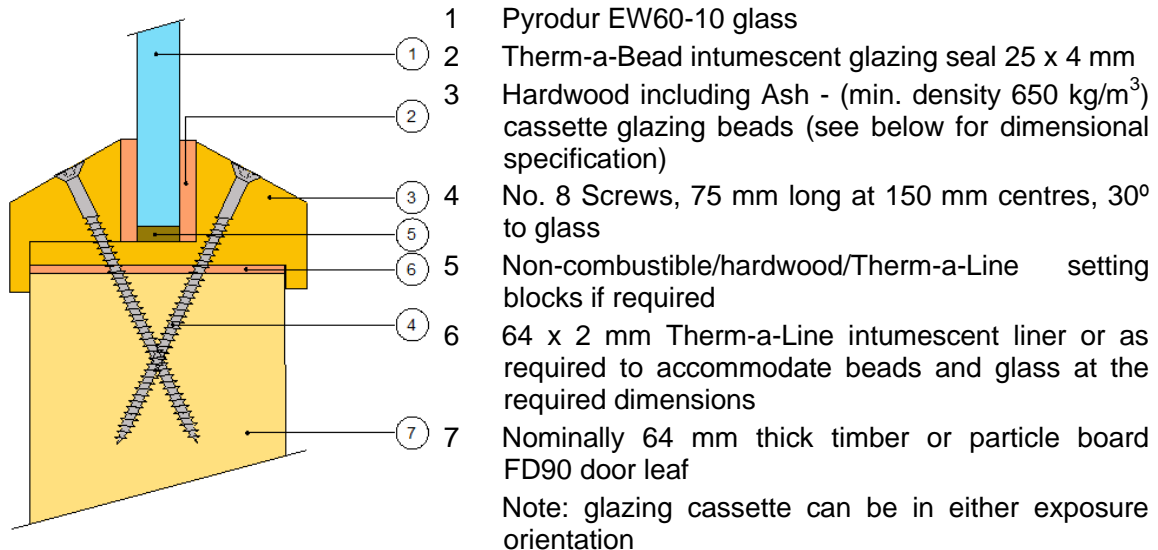 1 Pyrodur EW60-10 glass
2 Therm-a-Bead intumescent glazing seal 25 x 4 mm
3 Hardwood including Ash - (min. density 650 kg/m³)
cassette glazing beads (see below for dimensional
specification)
4 No. 8 Screws, 75 mm long at 150 mm centres, 30º
to glass
5 Non-combustible/hardwood/Therm-a-Line setting
blocks if required
6 64 x 2 mm Therm-a-Line intumescent liner or as
required to accommodate beads and glass at the
required dimensions
7 Nominally 64 mm thick timber or particle board
FD90 door leaf
Note: glazing cassette can be in either exposure
orientation
1
2
3
5
6
4
7